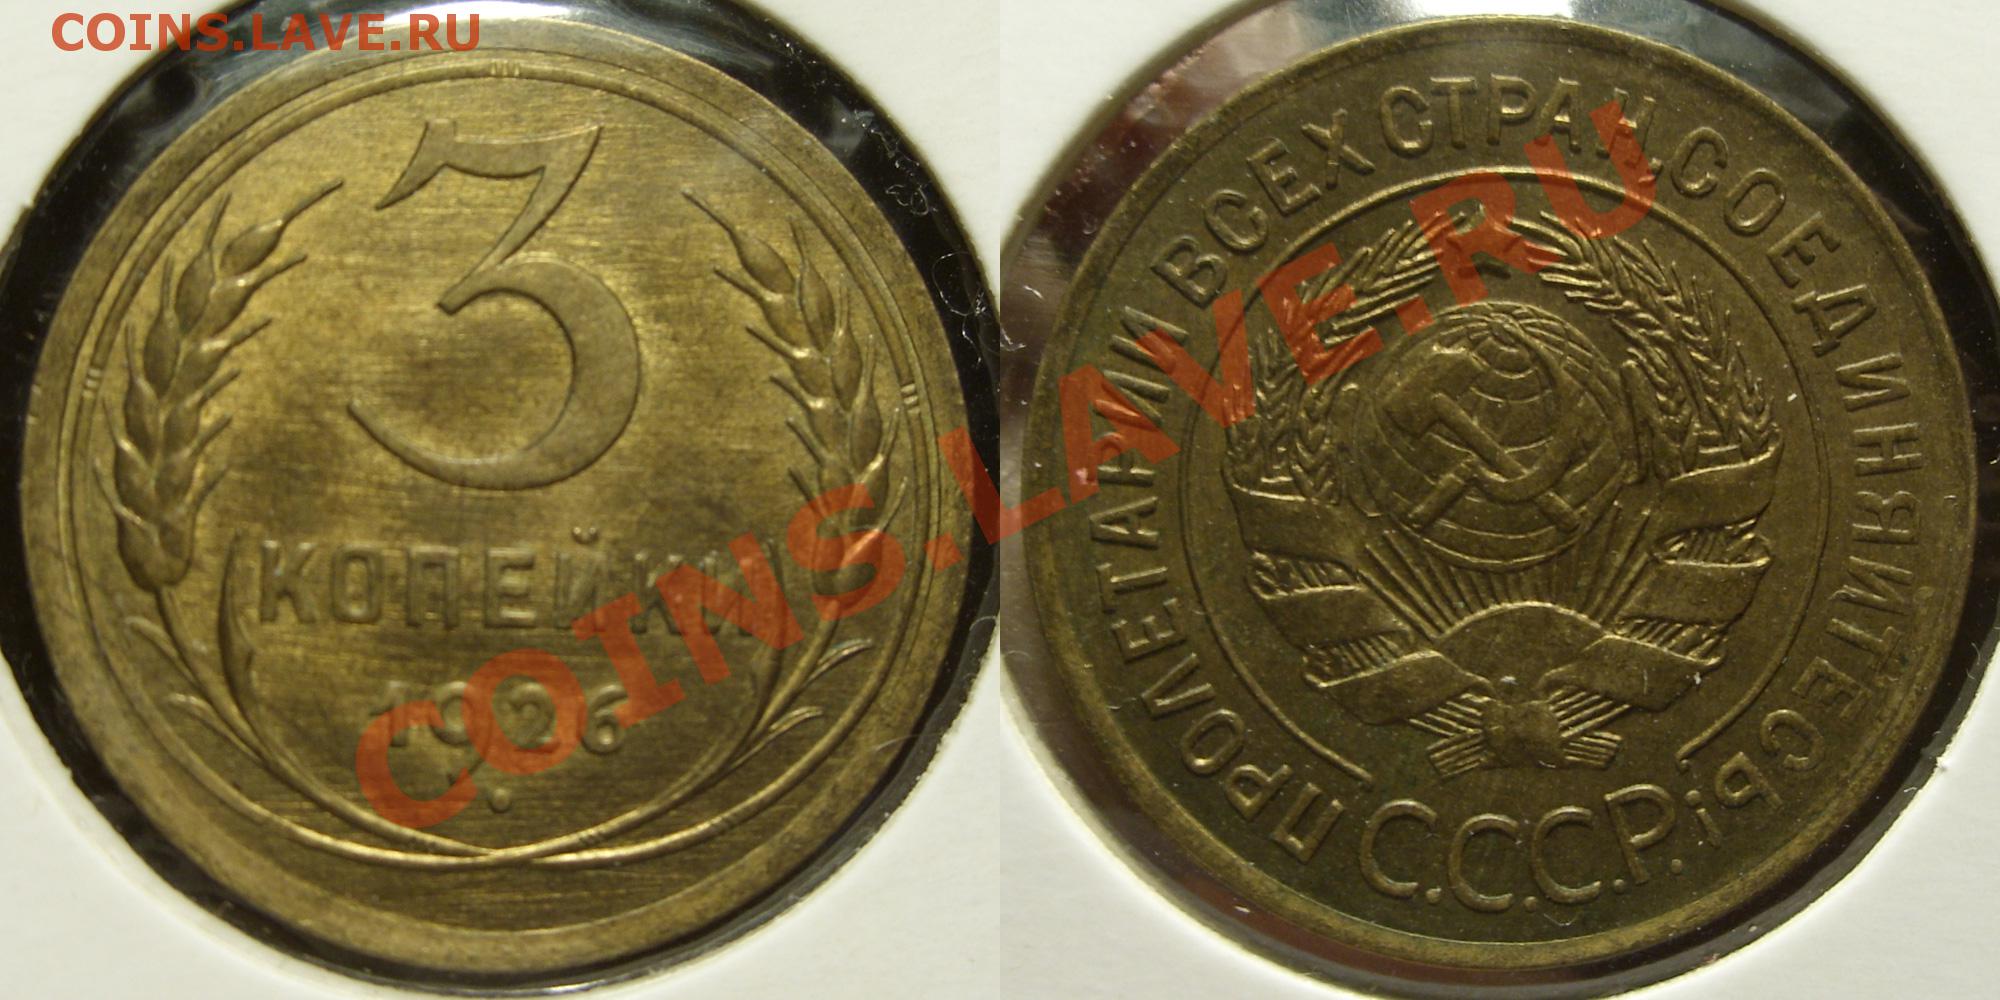 COINS.LAVE.RU
3
КОПЕЙКИ
1926
ПРОЛЕТАРИИ ВСЕХ СТРАН, СОЕДИНЯЙТЕСЬ!
С.С.С.Р.
COINS.LAVE.RU